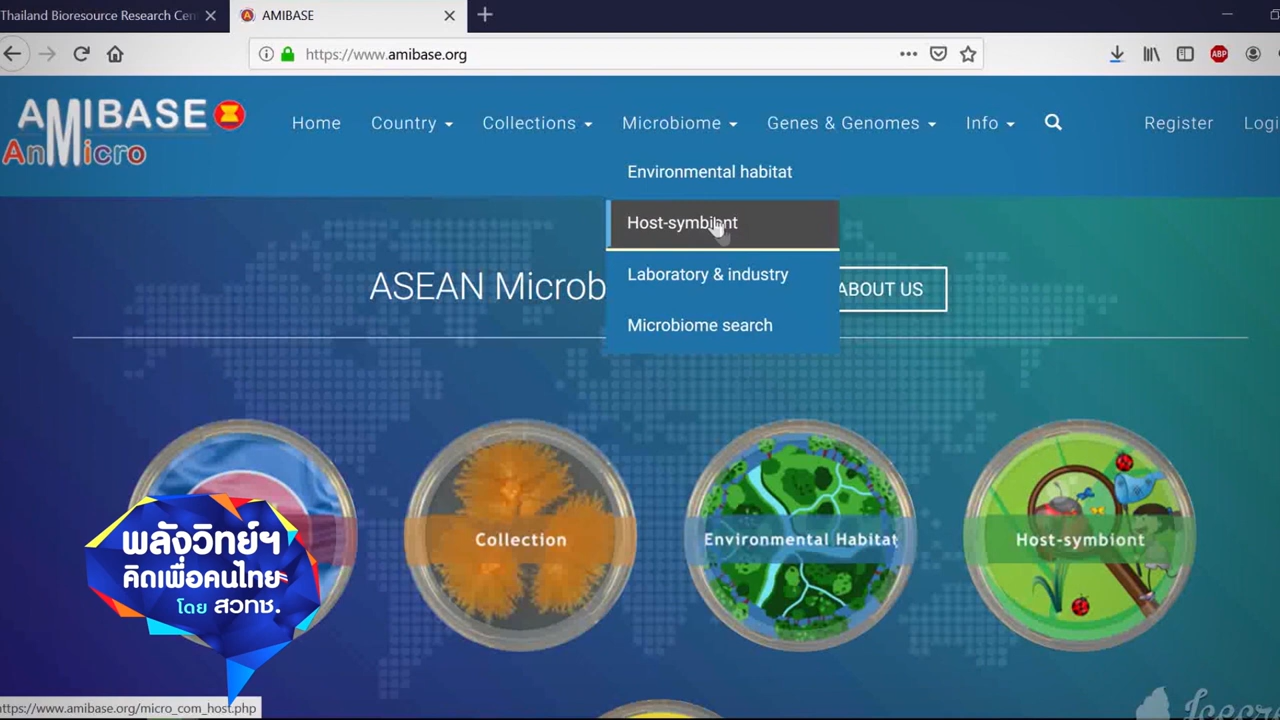 Thailand Bioresource Research Cen
AMIBASE
https://www.amibase.org
ABP
AMIBASE
AnMicro
Home
Country
Collections
Microbiome
Genes & Genomes
Info
Register
Logi
Environmental habitat
Host-symbiont
Laboratory & industry
Microbiome search
ASEAN Microb
ABOUT US
Collection
Environmental Habitat
Host-symbiont
พลังวิทย์ฯ
คิดเพื่อคนไทย
โดย สวทช.
https://www.amibase.org/micro_com_host.php